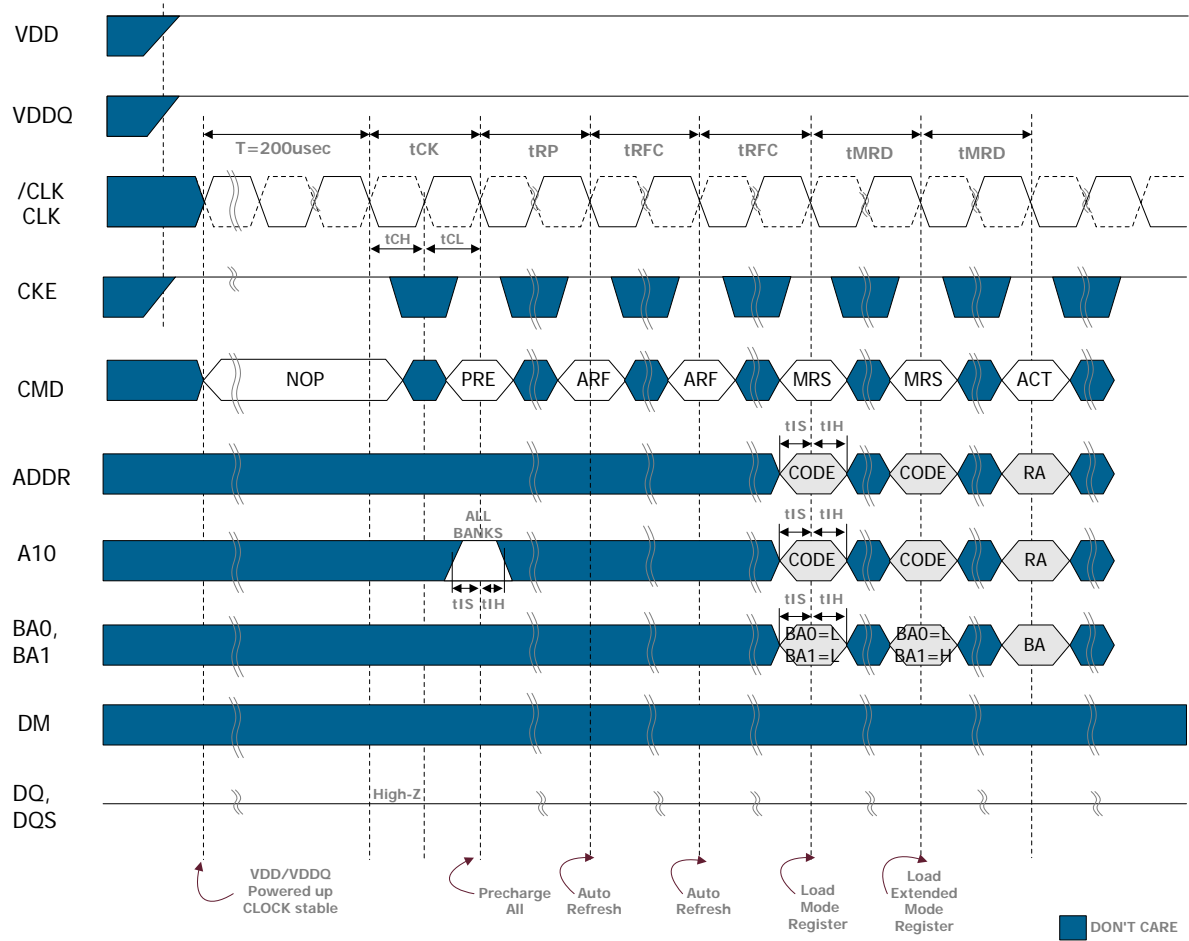 VDD
VDDQ
T=200usec tCK tRP tRFC tRFC tMRD tMRD
/CLK
CLK
tCH tCL
CKE
CMD NOP PRE ARF ARF MRS MRS ACT
tIS tIH
ADDR CODE CODE RA
ALL
BANKS
tIS tIH
A10 CODE CODE RA
tIS tIH
tIS tIH
BA0,
BA1
BA0=L
BA1=L
BA0=L
BA1=H
BA
DM
DQ,
DQS
High-Z
VDD/VDDQ
Powered up
CLOCK stable
Precharge
All
Auto
Refresh
Auto
Refresh
Load
Mode
Register
Load
Extended
Mode
Register
DON'T CARE